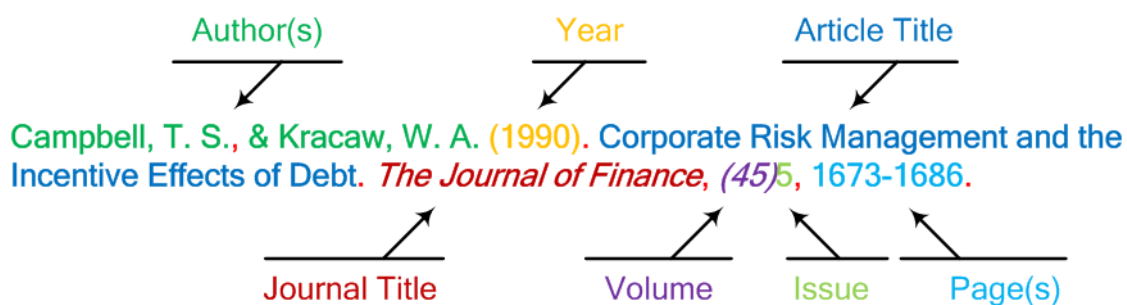 Author(s) Year Article Title
Campbell, T. S., & Kracaw, W. A. (1990). Corporate Risk Management and the
Incentive Effects of Debt. The Journal of Finance, (45)5, 1673-1686.
Journal Title Volume Issue Page(s)